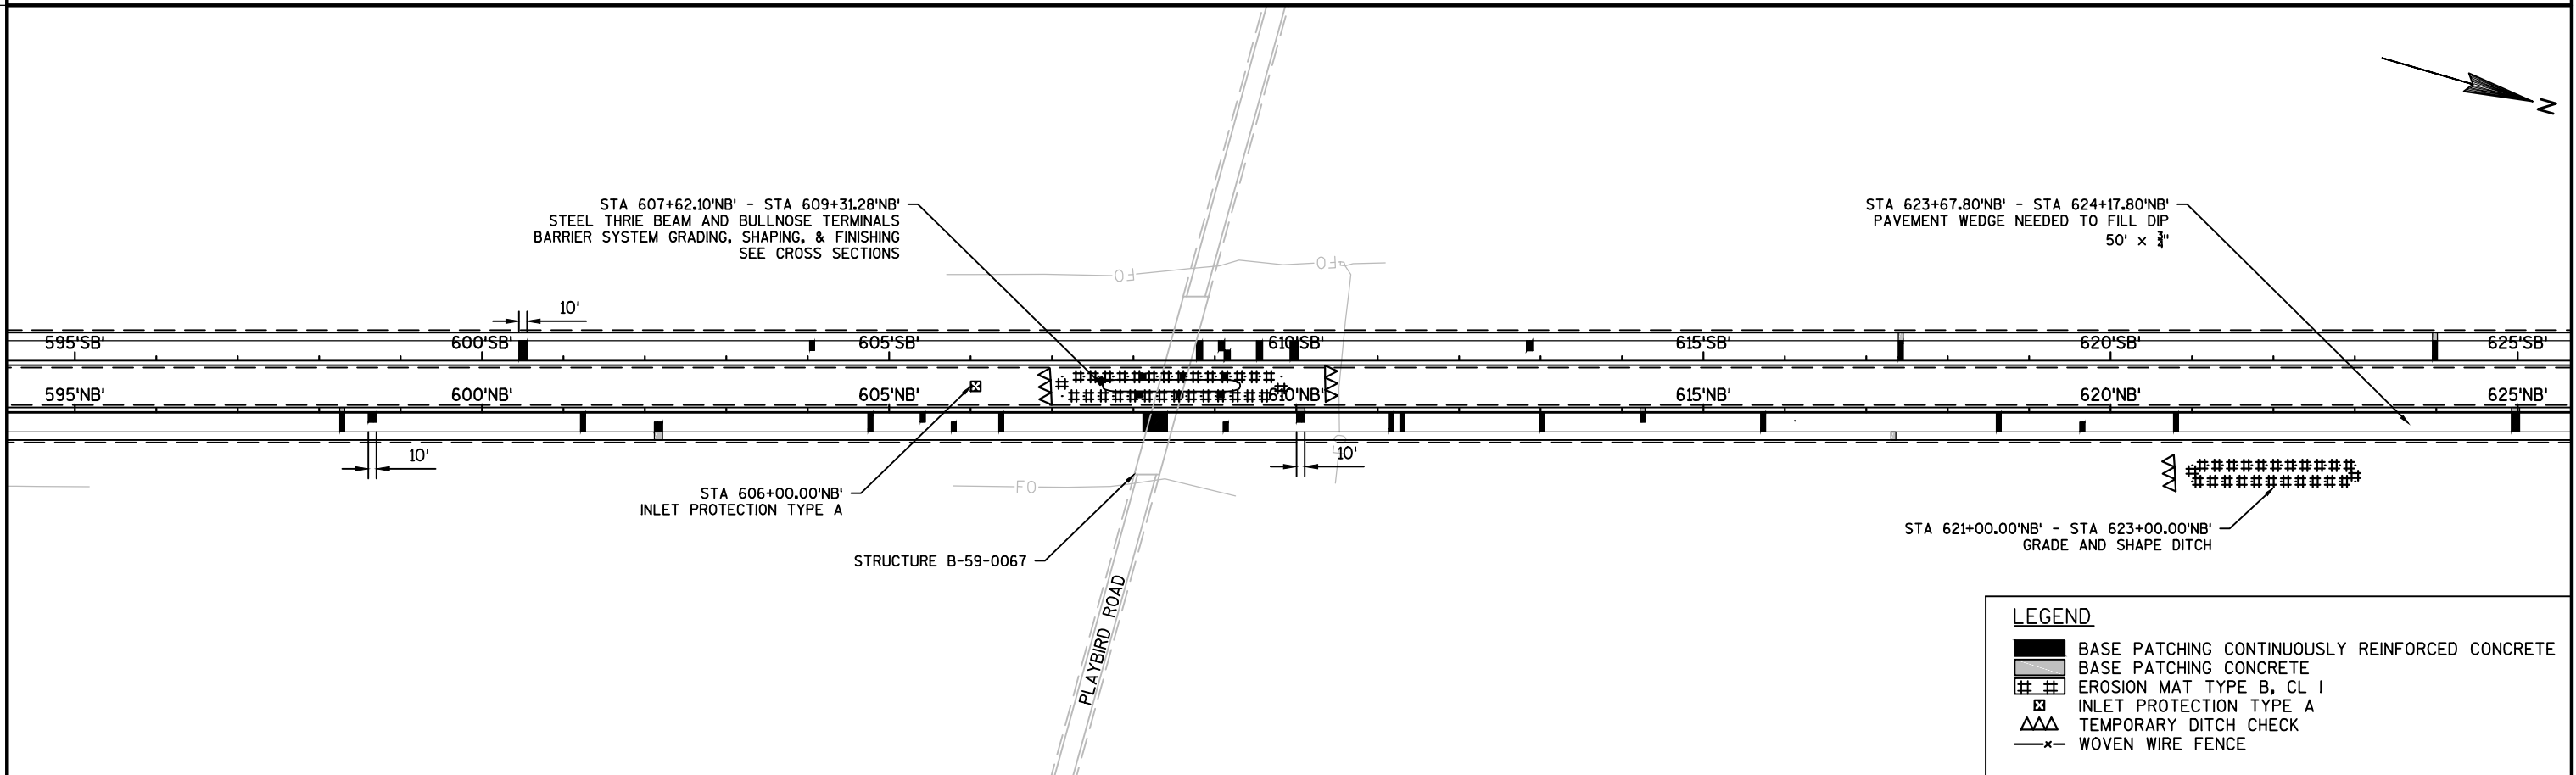 N
STA 607+62.10'NB' - STA 609+31.28'NB'
STEEL THRIE BEAM AND BULLNOSE TERMINALS
BARRIER SYSTEM GRADING, SHAPING, & FINISHING
SEE CROSS SECTIONS
STA 623+67.80'NB' - STA 624+17.80'NB'
PAVEMENT WEDGE NEEDED TO FILL DIP
50' ×
FO
FO
10'
595'SB'
600'SB'
605'SB'
610'SB'
615'SB'
620'SB'
625'SB'
595'NB'
600'NB'
605'NB'
610'NB'
615'NB'
620'NB'
625'NB'
10'
10'
FO
FO
STA 606+00.00'NB'
INLET PROTECTION TYPE A
STA 621+00.00'NB' - STA 623+00.00'NB'
GRADE AND SHAPE DITCH
STRUCTURE B-59-0067
PLAYBIRD ROAD
LEGEND
BASE PATCHING CONTINUOUSLY REINFORCED CONCRETE
BASE PATCHING CONCRETE
EROSION MAT TYPE B, CL I
INLET PROTECTION TYPE A
TEMPORARY DITCH CHECK
WOVEN WIRE FENCE